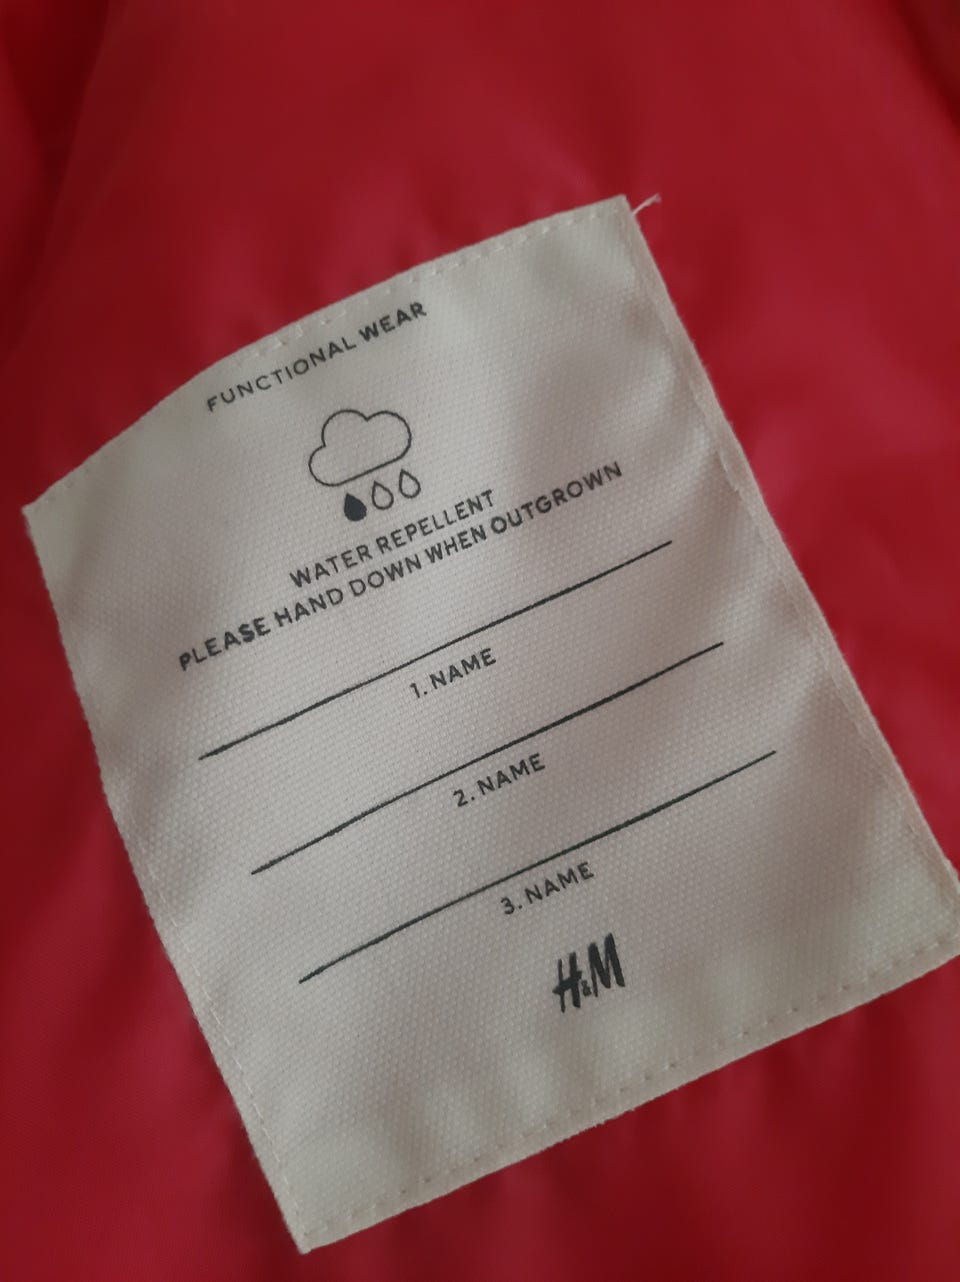 FUNCTIONAL WEAR
WATER REPELLENT
PLEASE HAND DOWN WHEN OUTGROWN
1. NAME
2. NAME
3. NAME
H&M